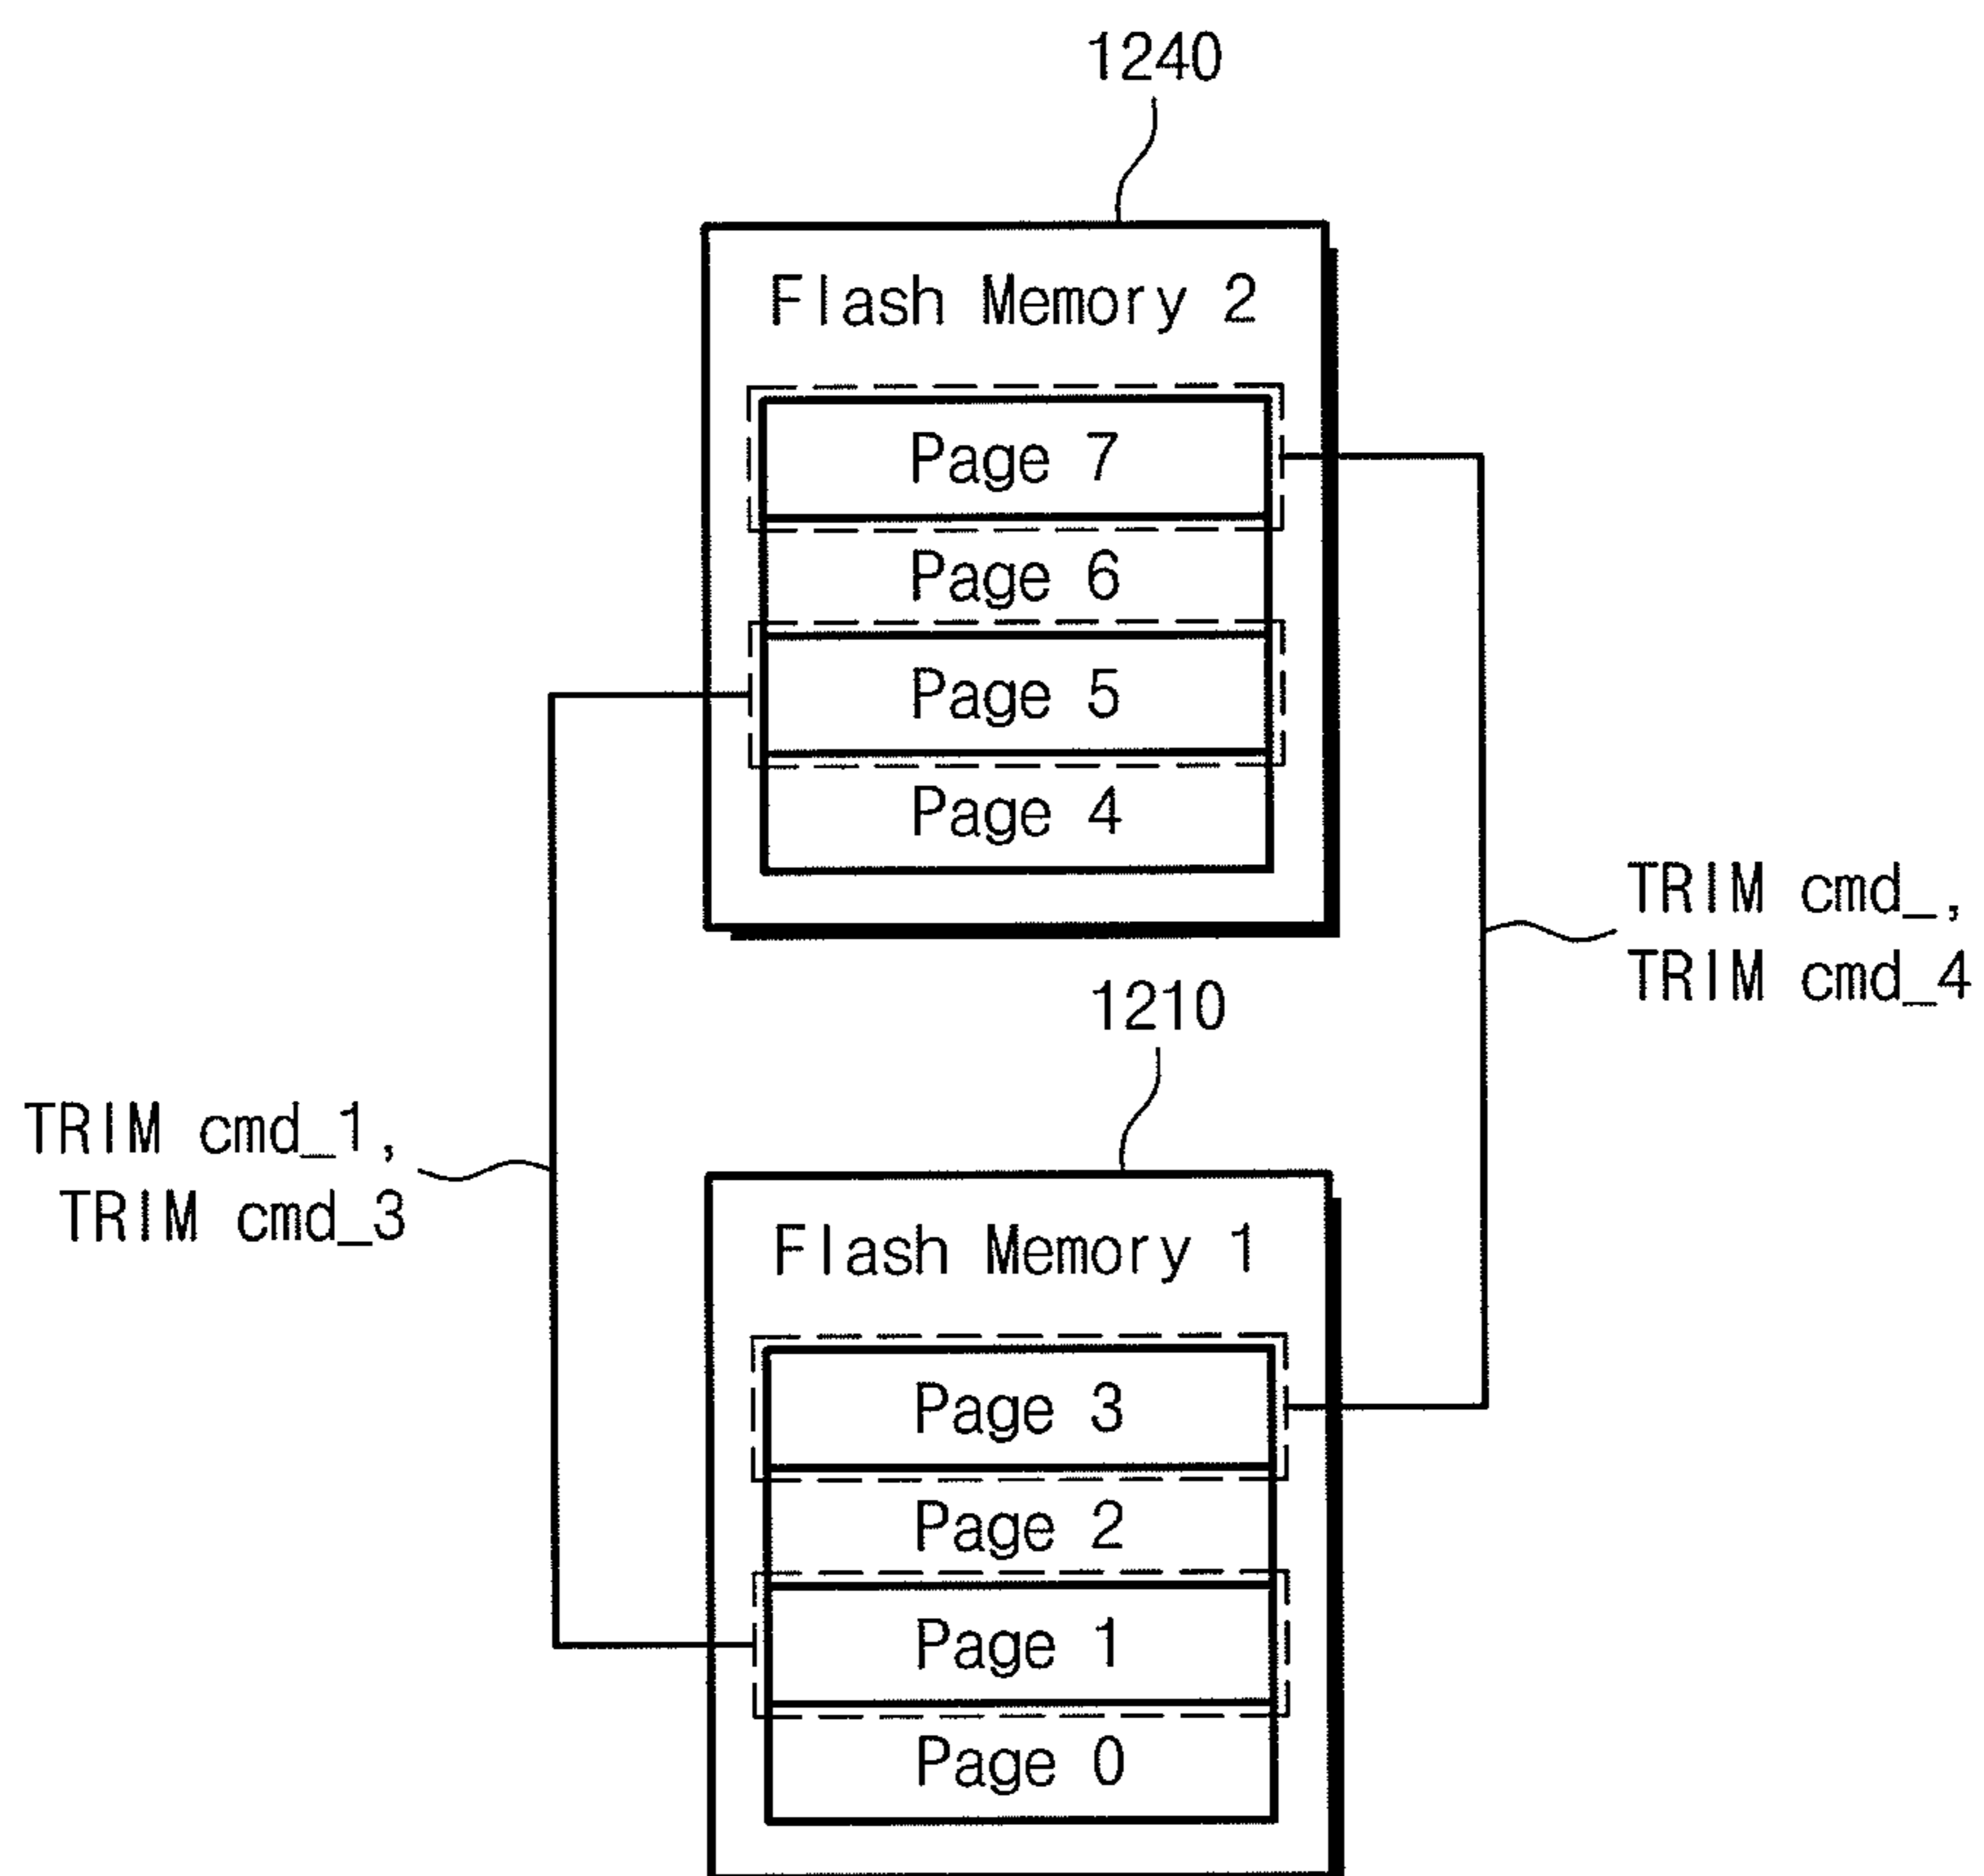 1240
Flash Memory 2
Page 7
Page 6
Page 5
Page 4
TRIM cmd_,
TRIM cmd_4
1210
TRIM cmd_1,
TRIM cmd_3
Flash Memory 1
Page 3
Page 2
Page 1
Page 0